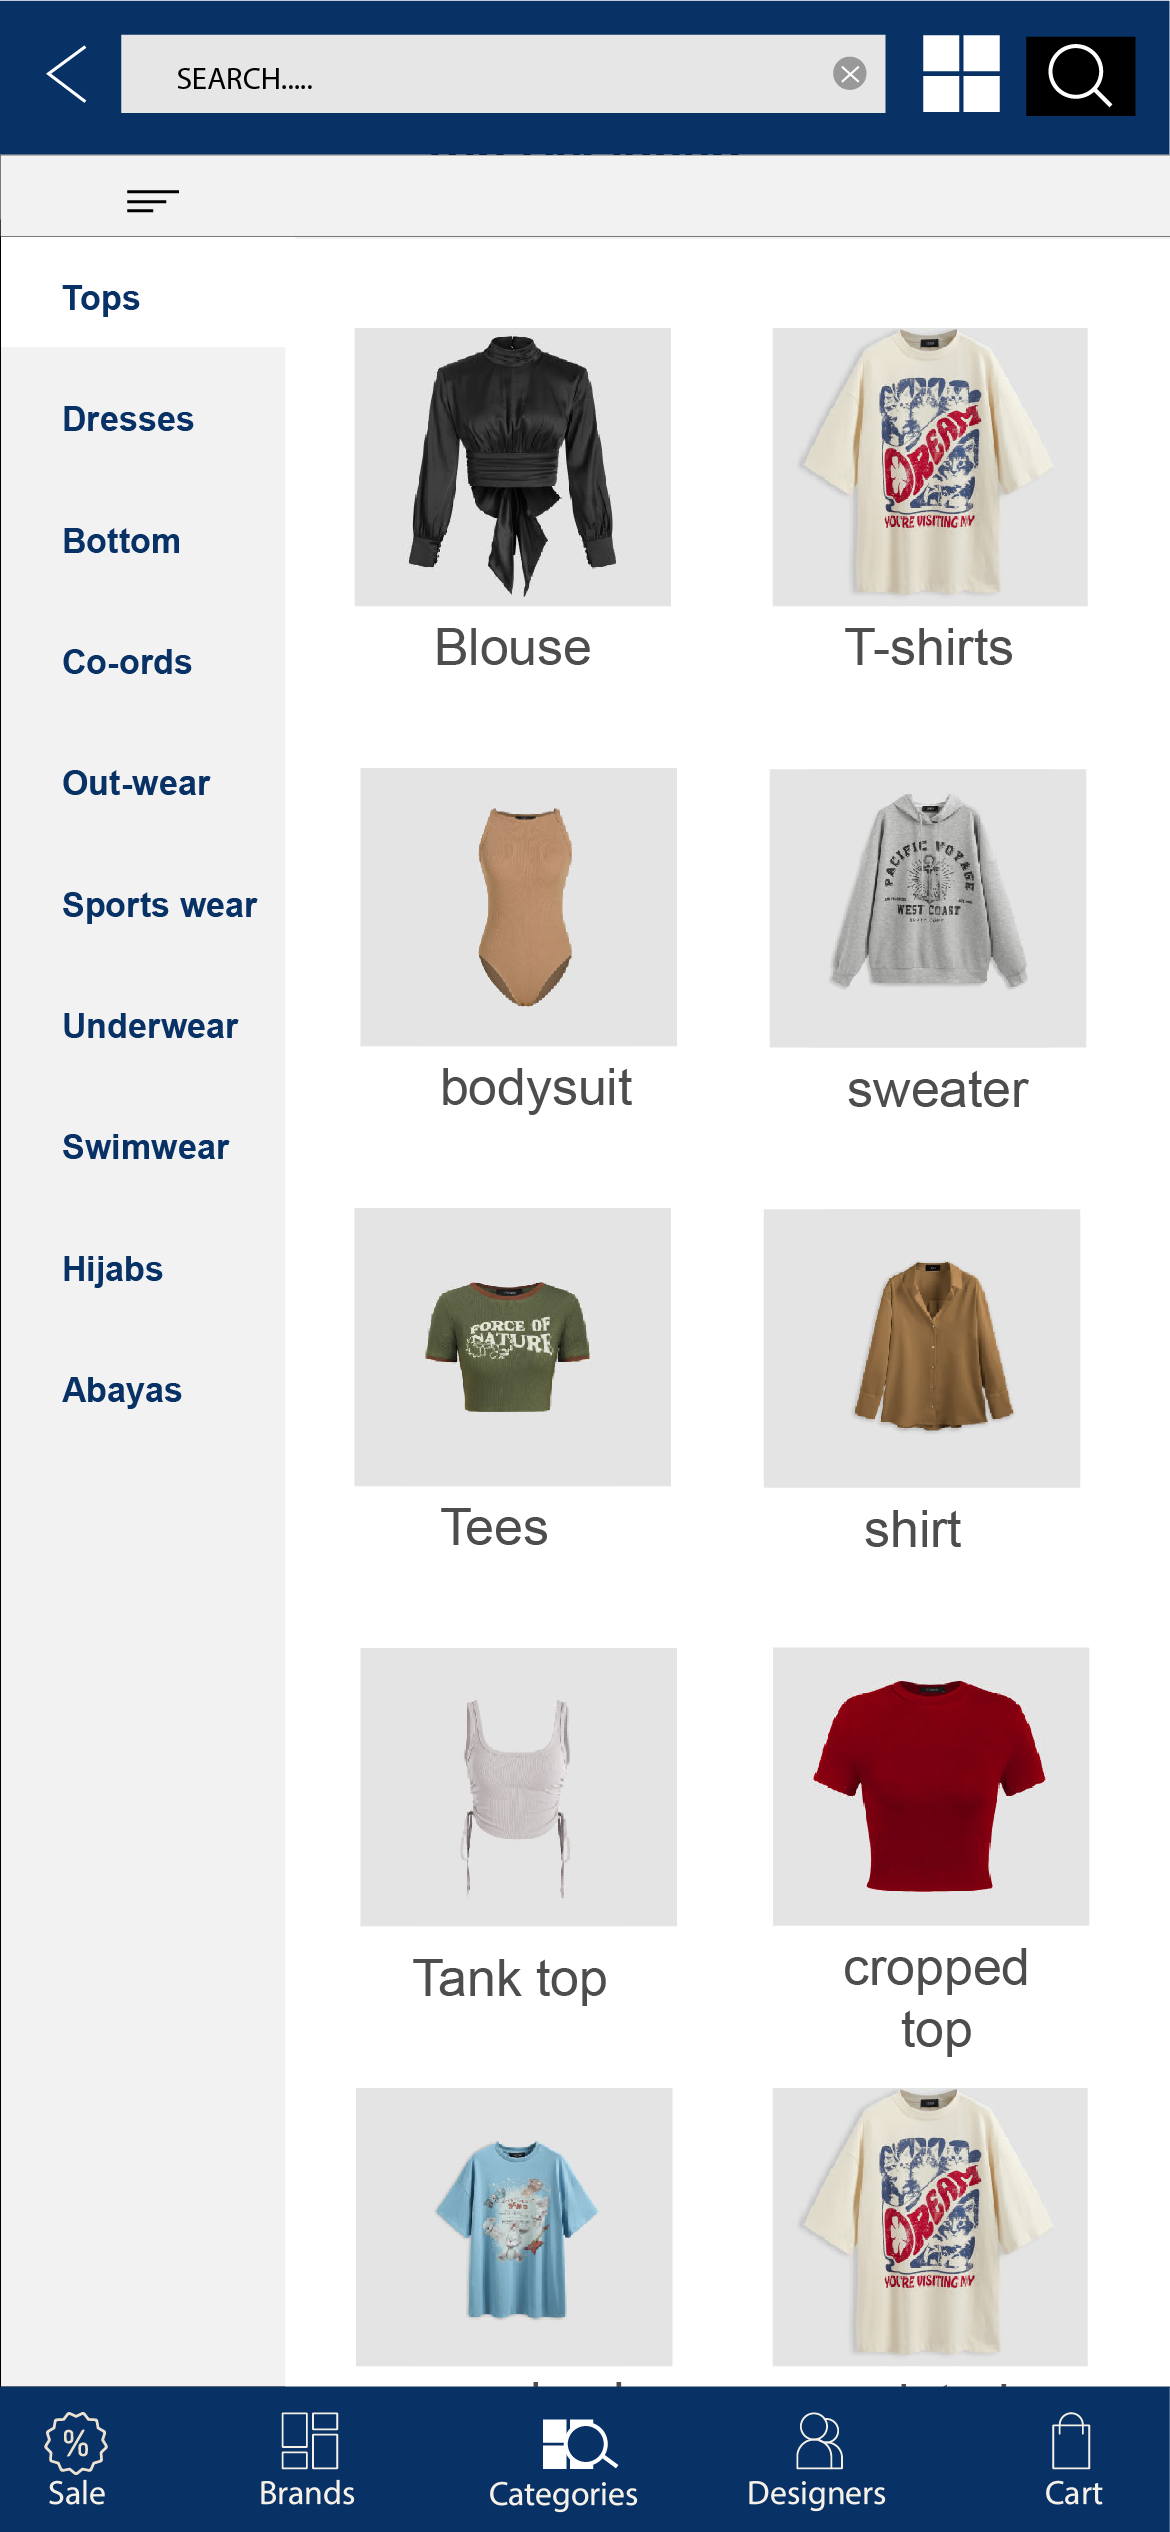 SEARCH.....
Tops
Dresses
Bottom
Co-ords
Out-wear
Sports wear
Underwear
Swimwear
Hijabs
Abayas
DREAM
YOU'RE VISITING MY
Blouse
T-shirts
PACIFIC VOYAGE
WEST COAST
bodysuit
sweater
FORCE OF
NATURE
Tees
shirt
Tank top
cropped
top
DREAM
YOU'RE VISITING MY
Sale
Brands
Categories
Designers
Cart